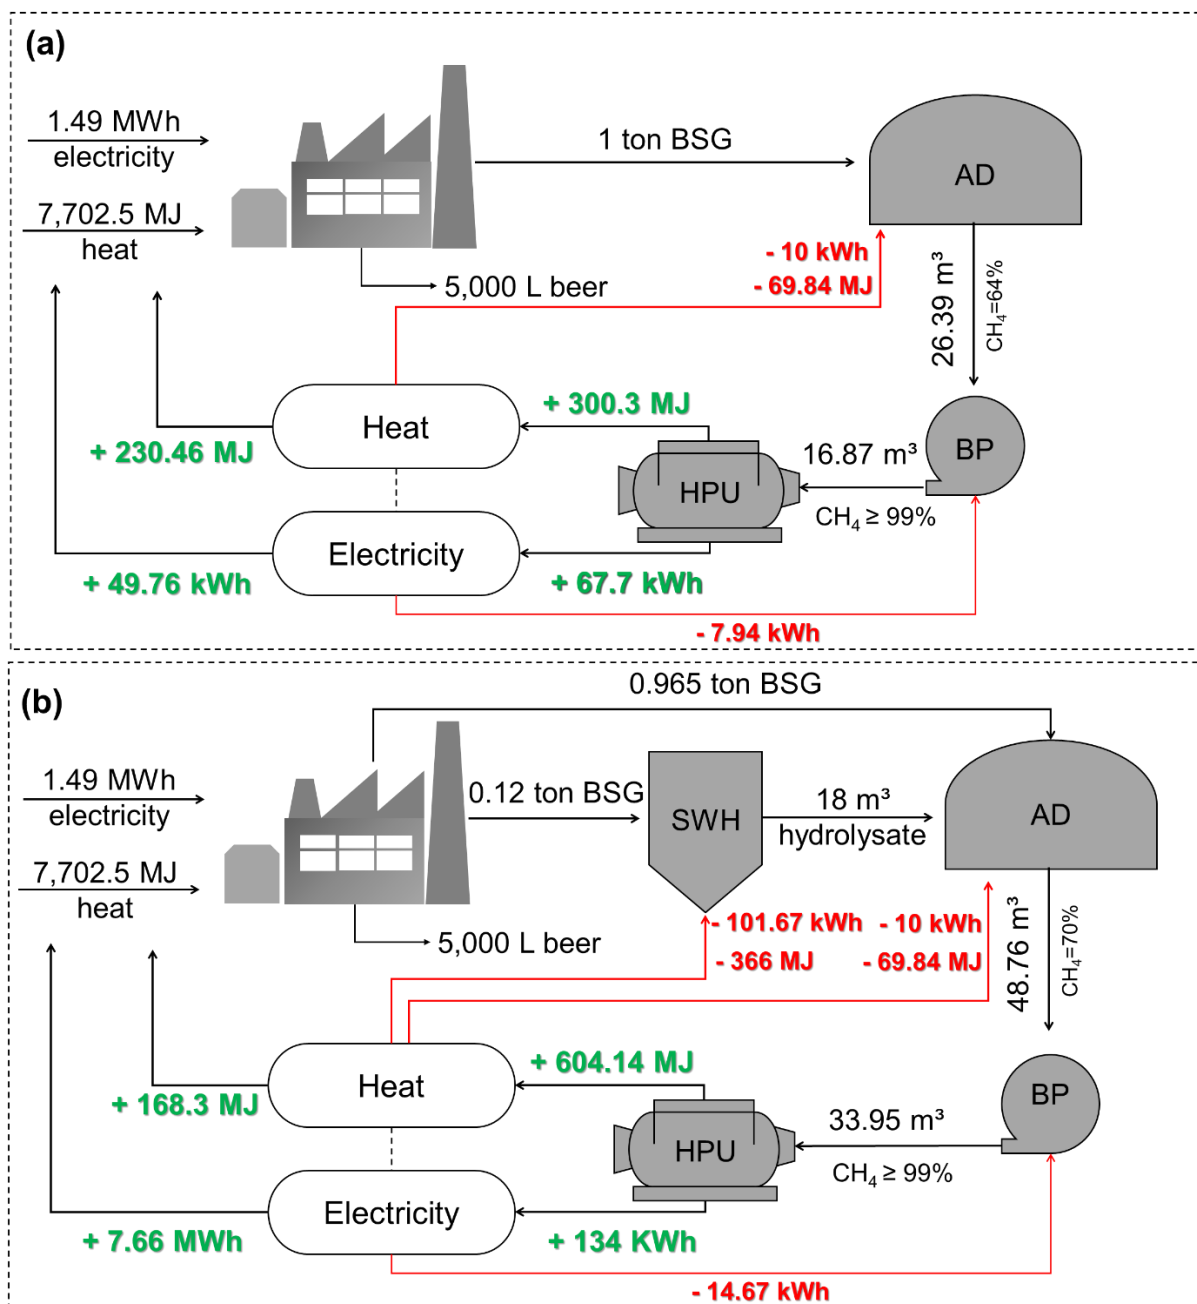 (a)
1.49 MWh
electricity
7,702.5 MJ
heat
1 ton BSG
AD
5,000 L beer
- 10 kWh
- 69.84 MJ
26.39 m³
CH₄=64%
Heat
+ 300.3 MJ
+ 230.46 MJ
HPU
16.87 m³
CH₄ ≥ 99%
BP
Electricity
+ 49.76 kWh
+ 67.7 kWh
- 7.94 kWh
(b)
0.965 ton BSG
1.49 MWh
electricity
7,702.5 MJ
heat
0.12 ton BSG
SWH
18 m³
hydrolysate
AD
5,000 L beer
- 101.67 kWh
- 366 MJ
- 10 kWh
- 69.84 MJ
48.76 m³
CH₄=70%
Heat
+ 604.14 MJ
+ 168.3 MJ
HPU
33.95 m³
CH₄ ≥ 99%
BP
Electricity
+ 7.66 MWh
+ 134 KWh
- 14.67 kWh